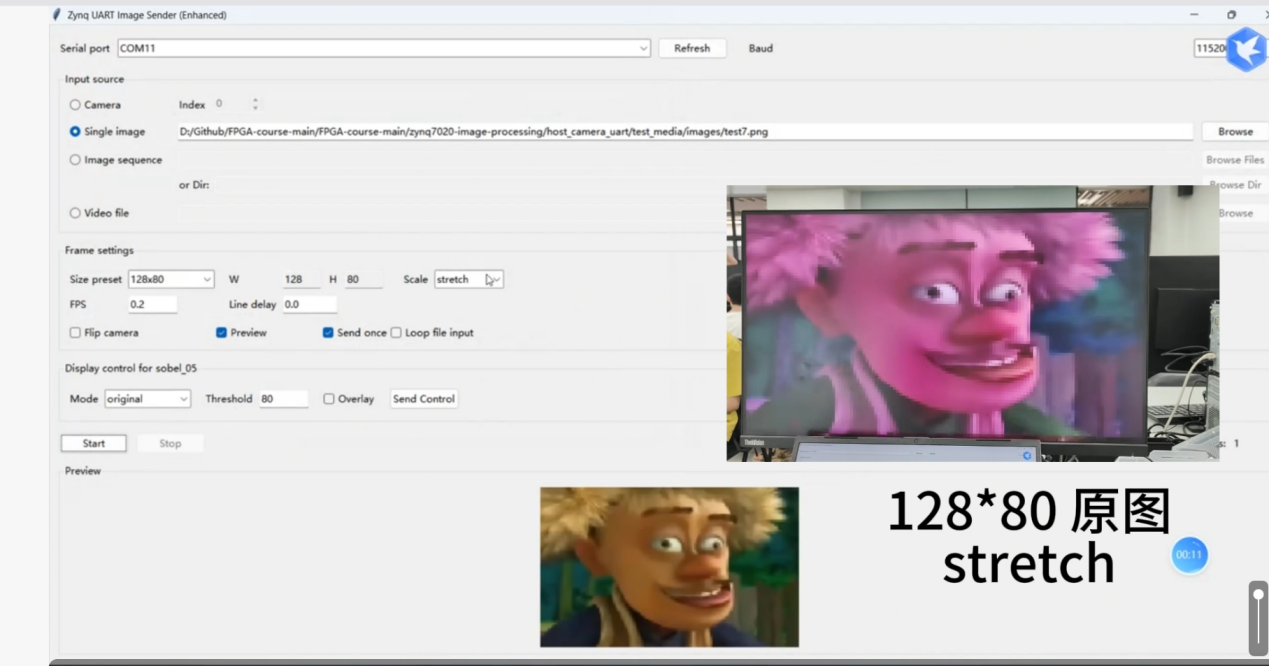 Zynq UART Image Sender (Enhanced)
Serial port COM11 Refresh Baud
Input source
Camera Index 0
Single image D:/Github/FPGA-course-main/FPGA-course-main/zynq7020-image-processing/host_camera_uart/test_media/images/test7.png Browse
Image sequence Browse Files
or Dir: Browse Dir
Video file Browse
Frame settings
Size preset 128x80 W 128 H 80 Scale stretch
FPS 0.2 Line delay 0.0
Flip camera Preview Send once Loop file input
Display control for sobel_05
Mode original Threshold 80 Overlay Send Control
Start Stop 1
Preview
128*80 原图
stretch
00:11